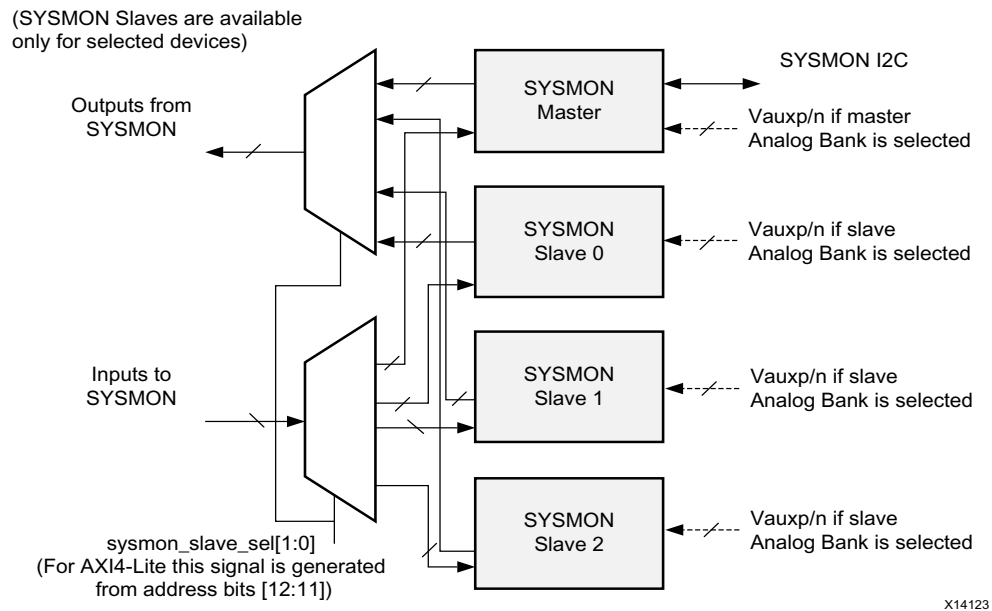 (SYSMON Slaves are available
only for selected devices)
Outputs from
SYSMON
SYSMON
Master
SYSMON I2C
Vauxp/n if master
Analog Bank is selected
SYSMON
Slave 0
Vauxp/n if slave
Analog Bank is selected
Inputs to
SYSMON
SYSMON
Slave 1
Vauxp/n if slave
Analog Bank is selected
SYSMON
Slave 2
Vauxp/n if slave
Analog Bank is selected
sysmon_slave_sel[1:0]
(For AXI4-Lite this signal is generated
from address bits [12:11])
X14123